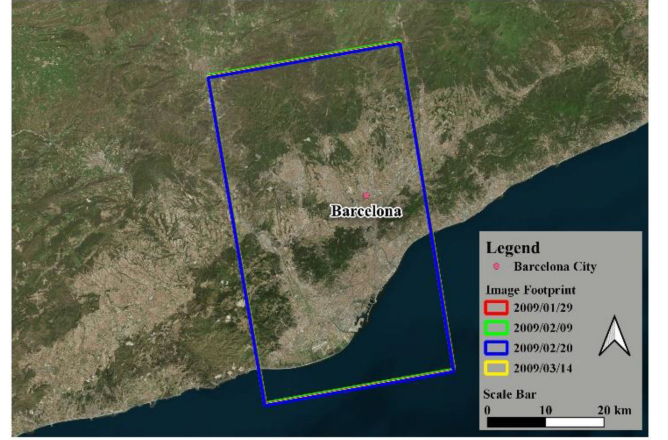 Barcelona
Legend
Barcelona City
Image Footprint
2009/01/29
2009/02/09
2009/02/20
2009/03/14
Scale Bar
0 10 20 km